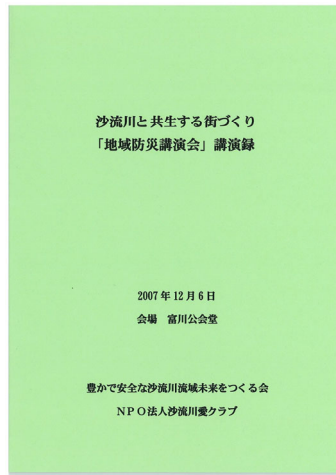 沙流川と共生する街づくり
「地域防災講演会」講演録
2007年12月6日
会場　富川公会堂
豊かで安全な沙流川流域未来をつくる会
ＮＰＯ法人沙流川愛クラブ